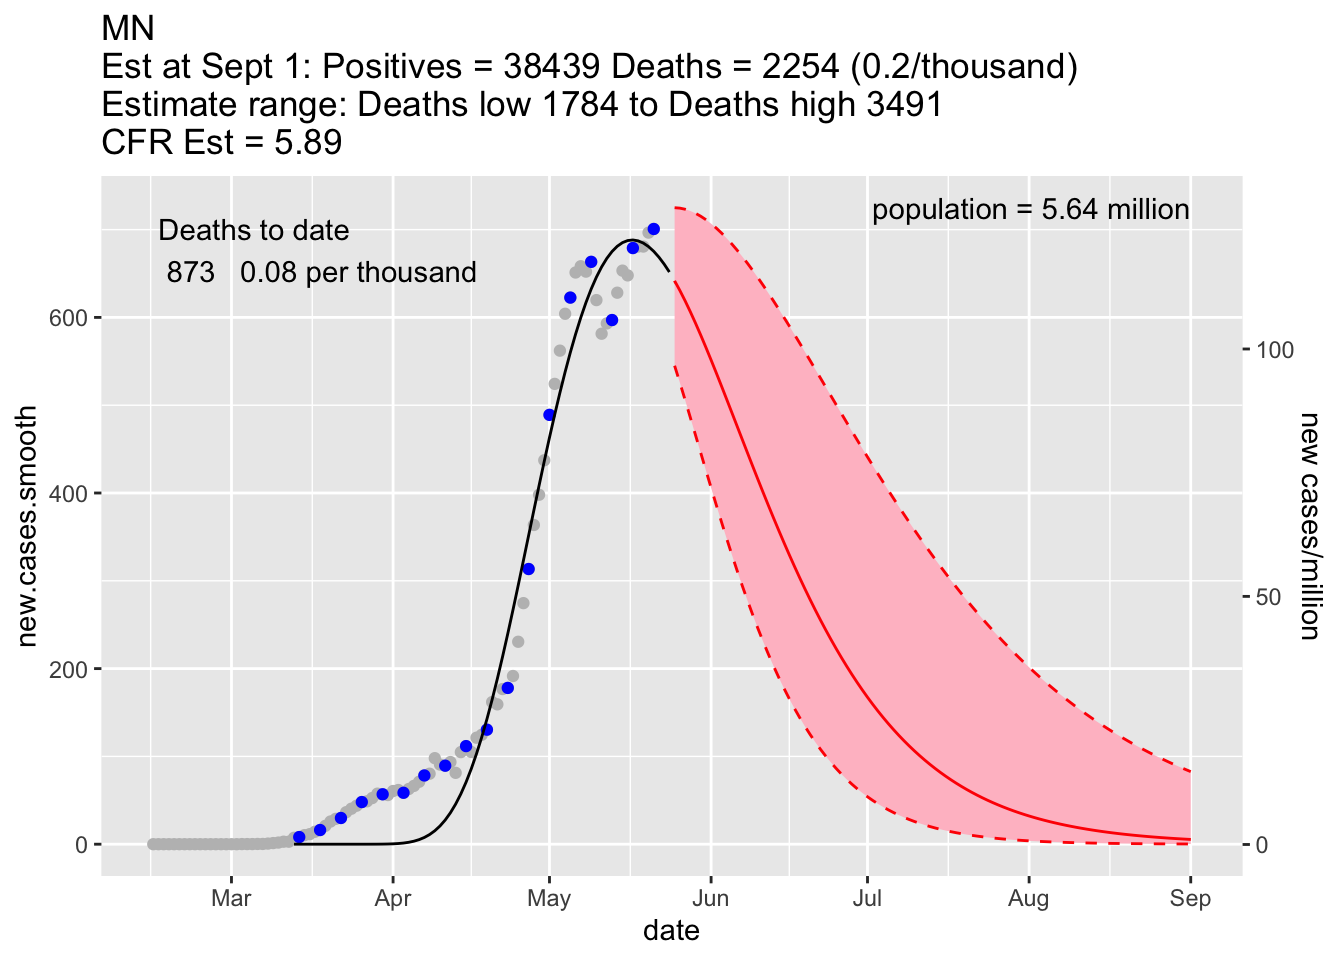 MN
Est at Sept 1: Positives = 38439 Deaths = 2254 (0.2/thousand)
Estimate range: Deaths low 1784 to Deaths high 3491
CFR Est = 5.89
population = 5.64 million
Deaths to date
873 0.08 per thousand
new.cases.smooth
600
400
200
0
100
50
0
new cases/million
Mar Apr May Jun Jul Aug Sep
date